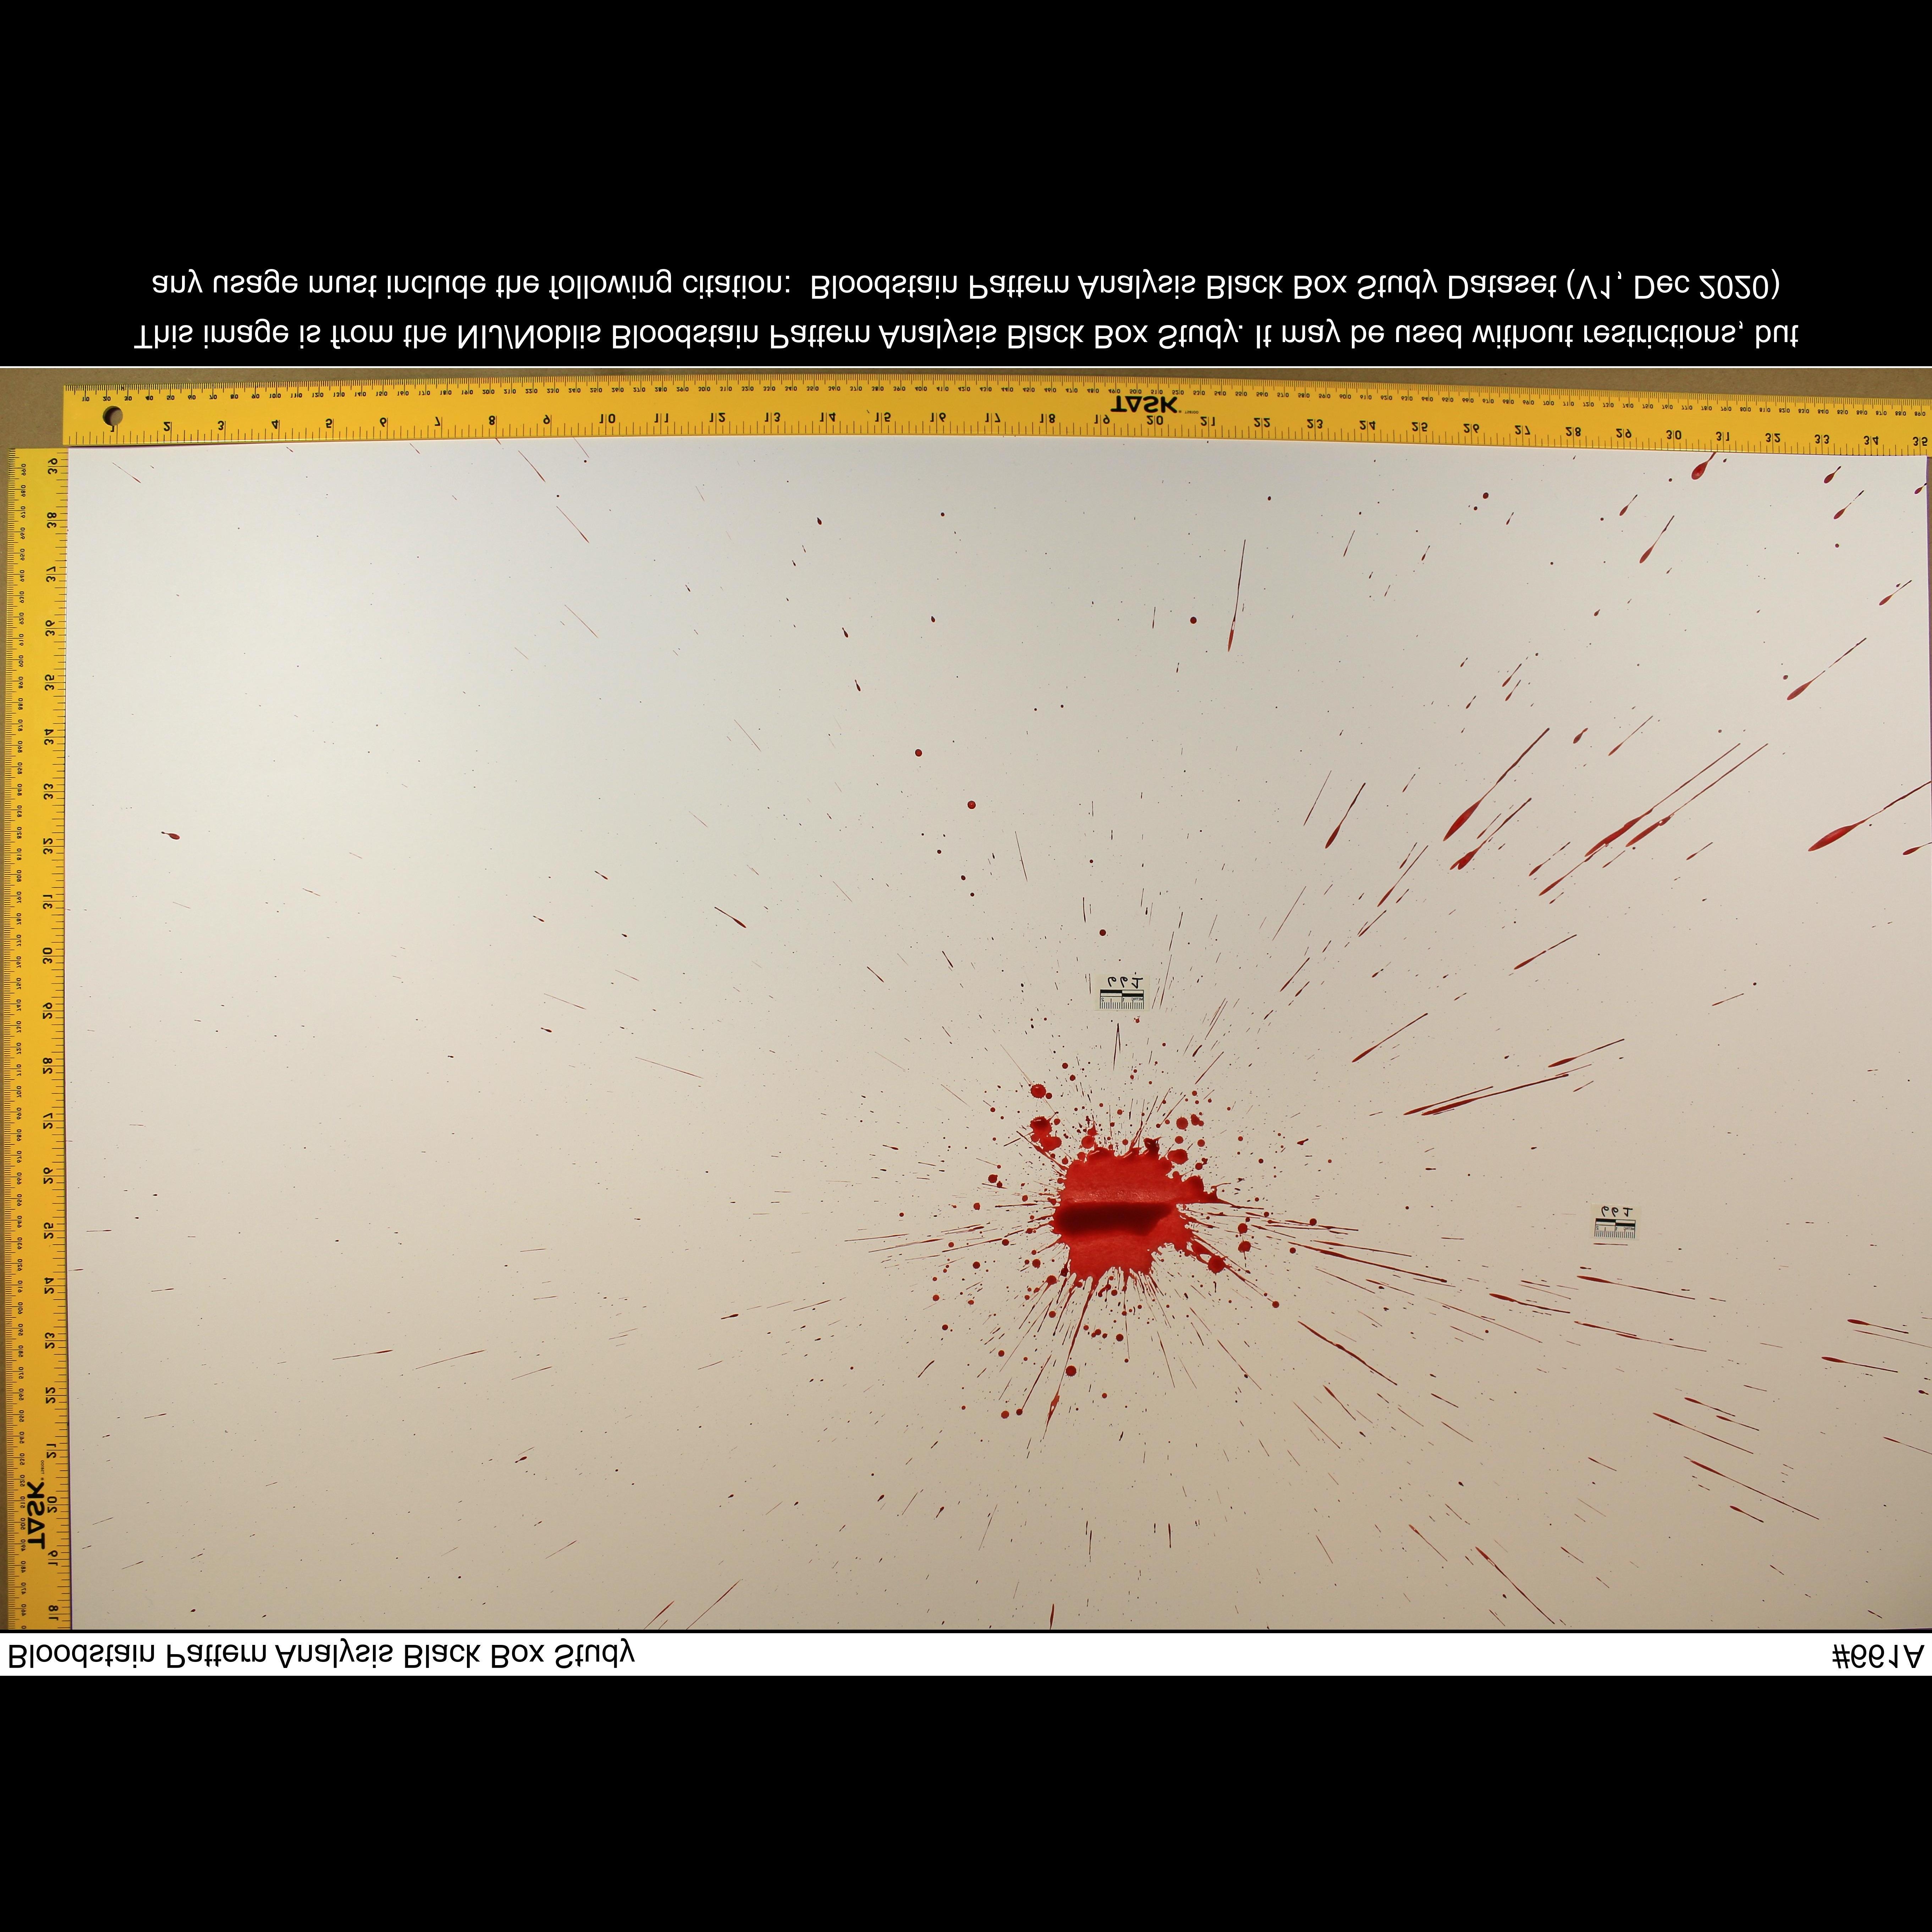 Bloodstain Pattern Analysis Black Box Study #661A
TASK
18 19 20 21 22 23 24 25 26 27 28 29 30 31 32 33 34 35 36 37 38 39
661
661
1 2 3 4 5 6 7 8 9 10 11 12 13 14 15 16 17 18 19 20 21 22 23 24 25 26 27 28 29 30 31 32 33 34 35
TASK
This image is from the NIJ/Noblis Bloodstain Pattern Analysis Black Box Study. It may be used without restrictions, but
any usage must include the following citation: Bloodstain Pattern Analysis Black Box Study Dataset (V1, Dec 2020)